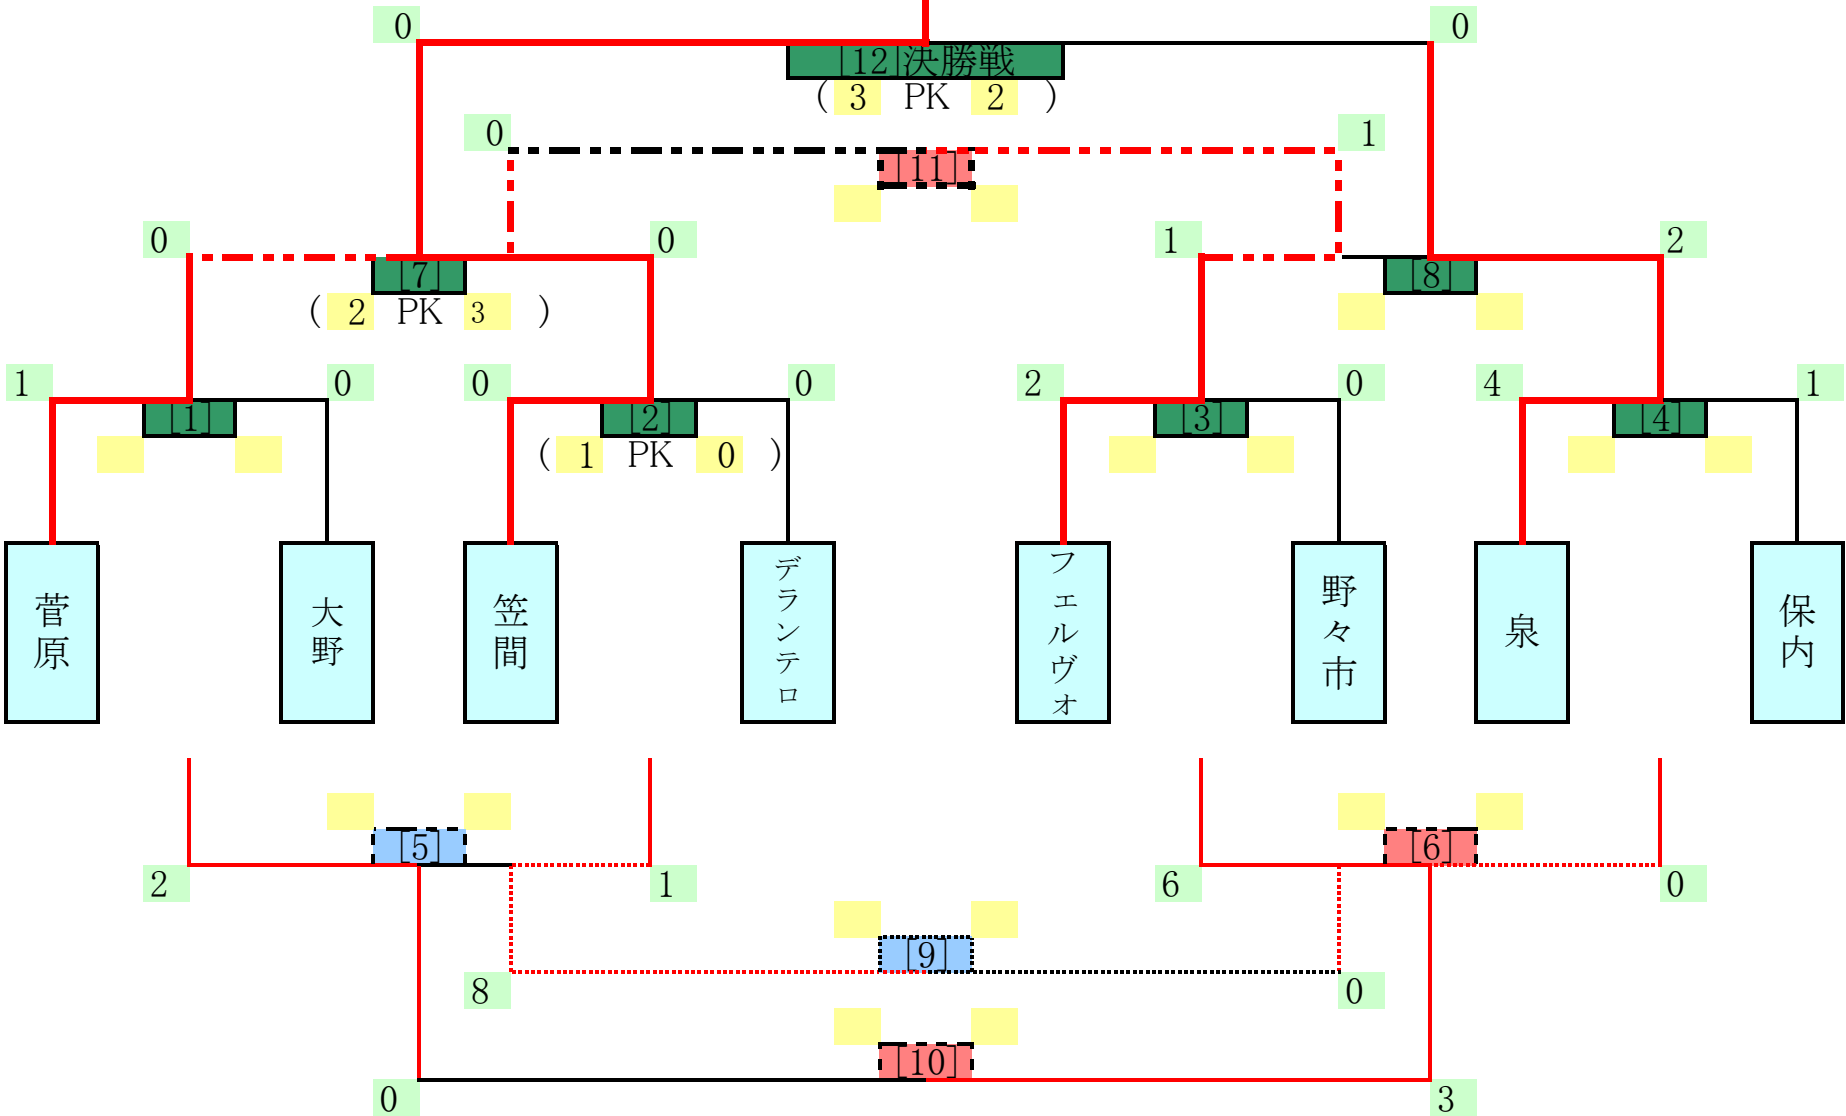 0 0
[12]決勝戦
( 3 PK 2 )
0 1
[11]
0 0 1 2
[7] [8]
( 2 PK 3 )
1 0 0 0 2 0 4 1
[1] [2] [3] [4]
( 1 PK 0 )
菅原
大野
笠間
デランテロ
フェルヴォ
野々市
泉
保内
[5] [6]
2 1 6 0
[9]
8 0
[10]
0 3